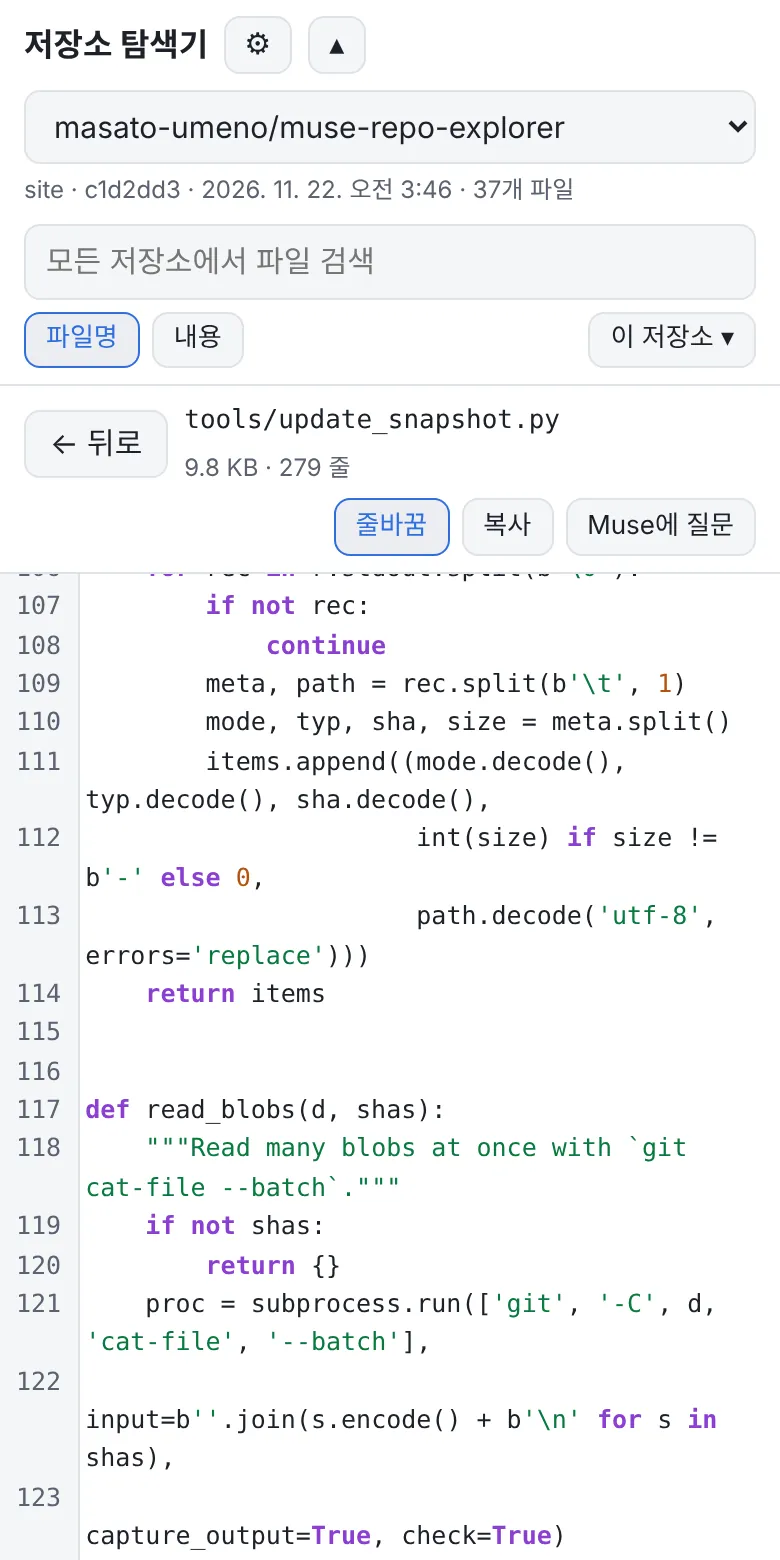 저장소 탐색기 ⚙ ▲
masato-umeno/muse-repo-explorer
site · c1d2dd3 · 2026. 11. 22. 오전 3:46 · 37개 파일
모든 저장소에서 파일 검색
파일명 내용 이 저장소 ▾
← 뒤로 tools/update_snapshot.py
9.8 KB · 279 줄
줄바꿈 복사 Muse에 질문
107         if not rec:
108             continue
109         meta, path = rec.split(b'\t', 1)
110         mode, typ, sha, size = meta.split()
111         items.append((mode.decode(),
typ.decode(), sha.decode(),
112                       int(size) if size !=
b'-' else 0,
113                       path.decode('utf-8',
errors='replace')))
114     return items
115
116
117 def read_blobs(d, shas):
118     """Read many blobs at once with `git
cat-file --batch`."""
119     if not shas:
120         return {}
121     proc = subprocess.run(['git', '-C', d,
'cat-file', '--batch'],
122
input=b''.join(s.encode() + b'\n' for s in
shas),
123
capture_output=True, check=True)